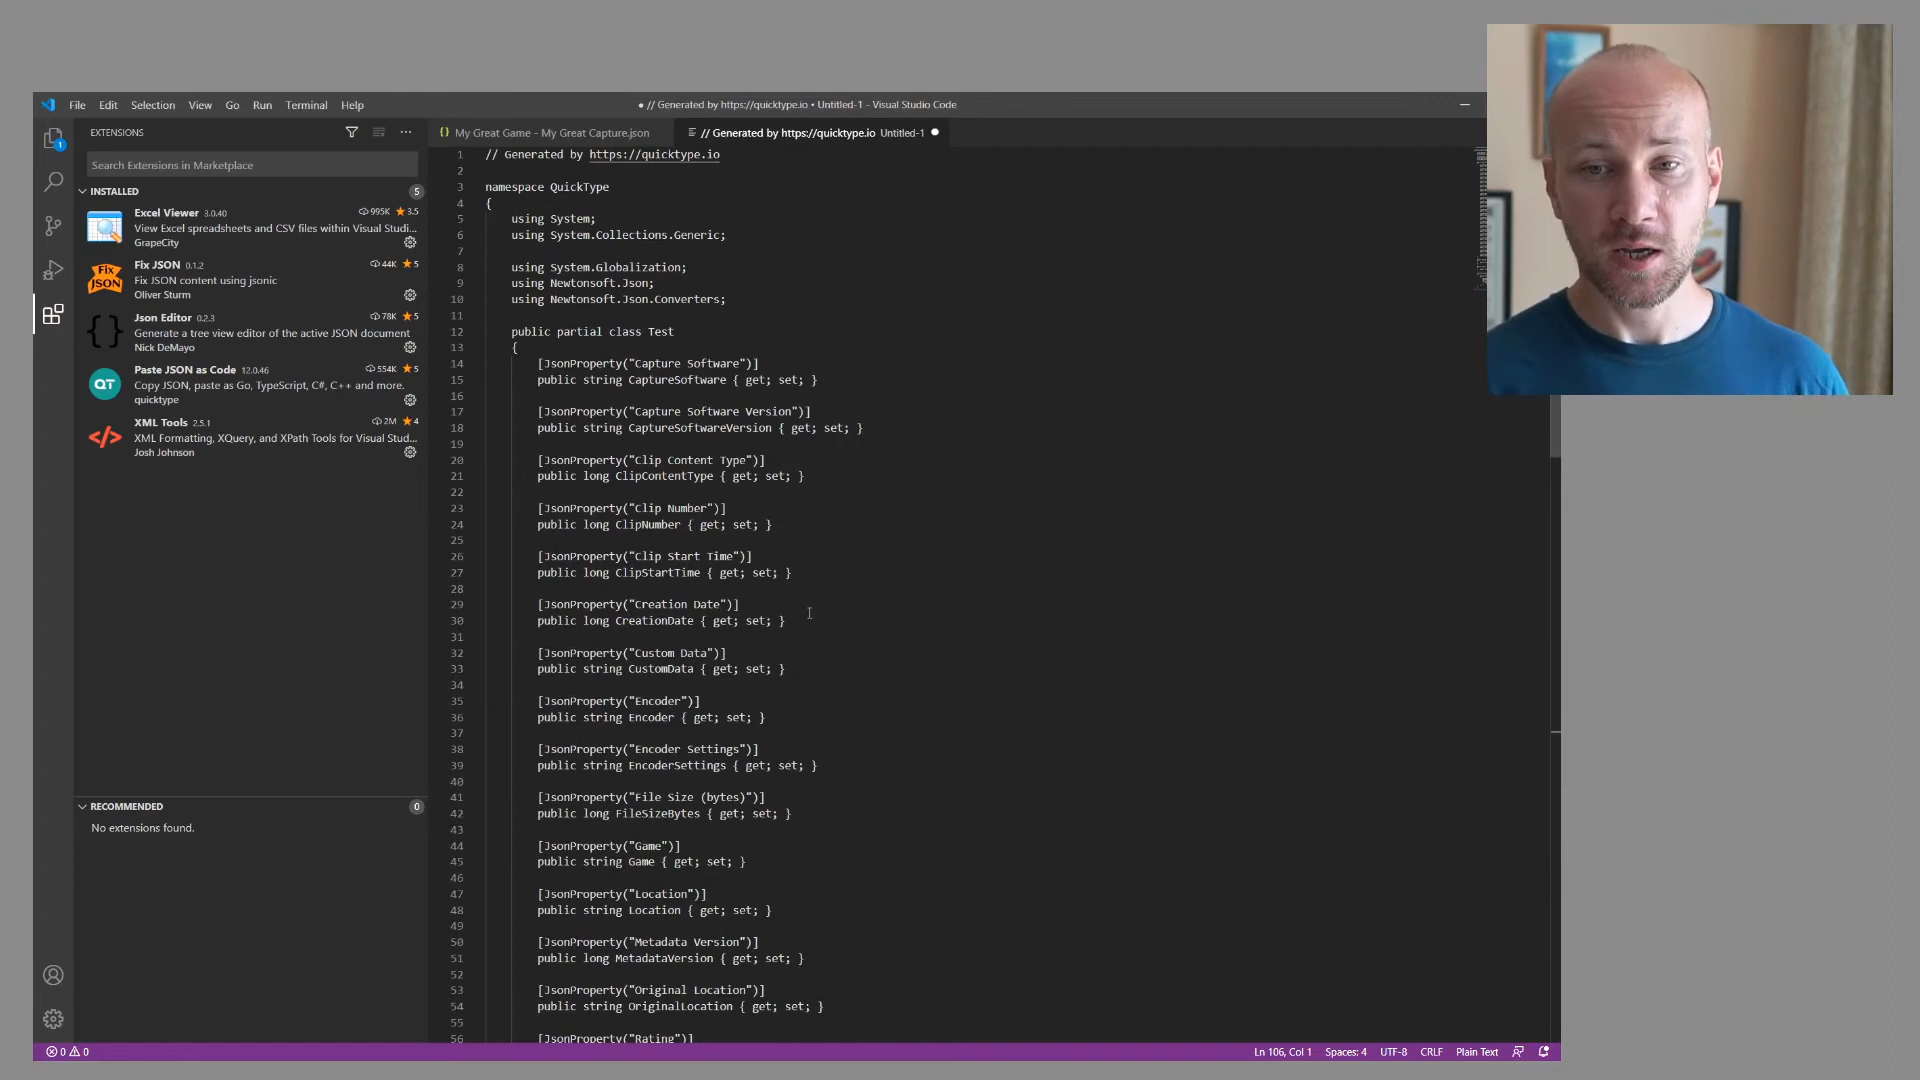 File Edit Selection View Go Run Terminal Help
● // Generated by https://quicktype.io • Untitled-1 - Visual Studio Code
EXTENSIONS
Search Extensions in Marketplace
INSTALLED 5
Excel Viewer 3.0.40 995K 3.5
View Excel spreadsheets and CSV files within Visual Studi...
GrapeCity
Fix JSON 0.1.2 44K 5
Fix JSON content using jsonic
Oliver Sturm
Fix JSON
Json Editor 0.2.3 78K 5
Generate a tree view editor of the active JSON document
Nick DeMayo
Paste JSON as Code 12.0.46 554K 5
Copy JSON, paste as Go, TypeScript, C#, C++ and more.
quicktype
QT
XML Tools 2.5.1 2M 4
XML Formatting, XQuery, and XPath Tools for Visual Stud...
Josh Johnson
RECOMMENDED 0
No extensions found.
1
{} My Great Game - My Great Capture.json
// Generated by https://quicktype.io Untitled-1 ●
1 // Generated by https://quicktype.io
2
3 namespace QuickType
4 {
5 using System;
6 using System.Collections.Generic;
7
8 using System.Globalization;
9 using Newtonsoft.Json;
10 using Newtonsoft.Json.Converters;
11
12 public partial class Test
13 {
14 [JsonProperty("Capture Software")]
15 public string CaptureSoftware { get; set; }
16
17 [JsonProperty("Capture Software Version")]
18 public string CaptureSoftwareVersion { get; set; }
19
20 [JsonProperty("Clip Content Type")]
21 public long ClipContentType { get; set; }
22
23 [JsonProperty("Clip Number")]
24 public long ClipNumber { get; set; }
25
26 [JsonProperty("Clip Start Time")]
27 public long ClipStartTime { get; set; }
28
29 [JsonProperty("Creation Date")]
30 public long CreationDate { get; set; }
31
32 [JsonProperty("Custom Data")]
33 public string CustomData { get; set; }
34
35 [JsonProperty("Encoder")]
36 public string Encoder { get; set; }
37
38 [JsonProperty("Encoder Settings")]
39 public string EncoderSettings { get; set; }
40
41 [JsonProperty("File Size (bytes)")]
42 public long FileSizeBytes { get; set; }
43
44 [JsonProperty("Game")]
45 public string Game { get; set; }
46
47 [JsonProperty("Location")]
48 public string Location { get; set; }
49
50 [JsonProperty("Metadata Version")]
51 public long MetadataVersion { get; set; }
52
53 [JsonProperty("Original Location")]
54 public string OriginalLocation { get; set; }
55
56 [JsonProperty("Rating")]
0 0
Ln 106, Col 1 Spaces: 4 UTF-8 CRLF Plain Text